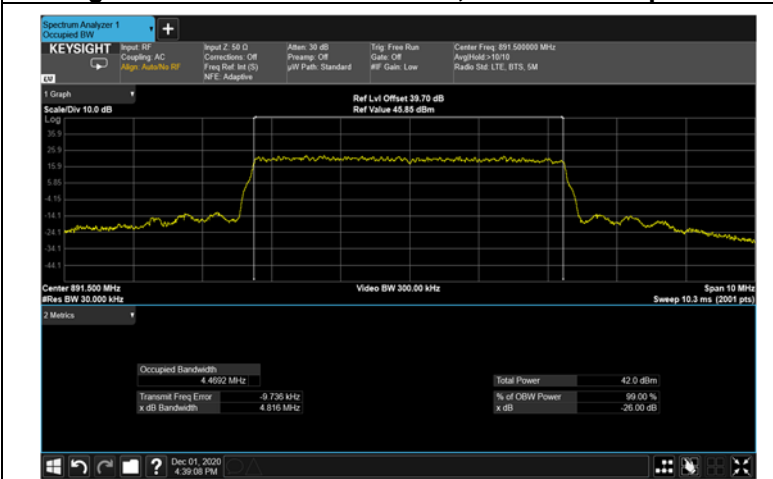 Spectrum Analyzer 1
Occupied BW
+
KEYSIGHT
Input: RF
Coupling: AC
Align: Auto/No RF
Input Z: 50 Ω
Corrections: Off
Freq Ref: Int (S)
NFE: Adaptive
Atten: 30 dB
Preamp: Off
µW Path: Standard
Trig: Free Run
Gate: Off
#IF Gain: Low
Center Freq: 891.500000 MHz
Avg|Hold:>10/10
Radio Std: LTE, BTS, 5M
1 Graph
Scale/Div 10.0 dB
Ref Lvl Offset 39.70 dB
Ref Value 45.85 dBm
Log
35.9
25.9
15.9
5.85
-4.15
-14.1
-24.1
-34.1
-44.1
Center 891.500 MHz
#Res BW 30.000 kHz
Video BW 300.00 kHz
Span 10 MHz
Sweep 10.3 ms (2001 pts)
2 Metrics
Occupied Bandwidth
4.4692 MHz
Transmit Freq Error -9.736 kHz
x dB Bandwidth 4.816 MHz
Total Power 42.0 dBm
% of OBW Power 99.00 %
x dB -26.00 dB
?
Dec 01, 2020
4:39:08 PM